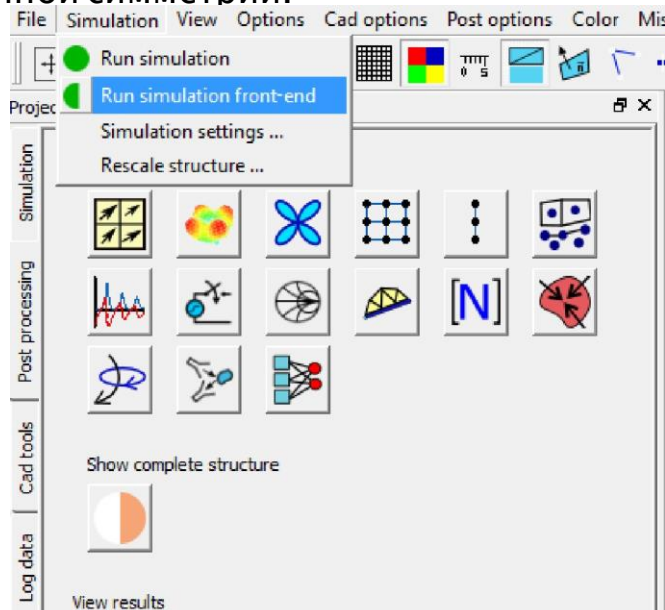 File Simulation View Options Cad options Post options Color
Run simulation
Run simulation front-end
Simulation settings ...
Rescale structure ...
Simulation
Post processing
Cad tools
Log data
[N]
Show complete structure
View results